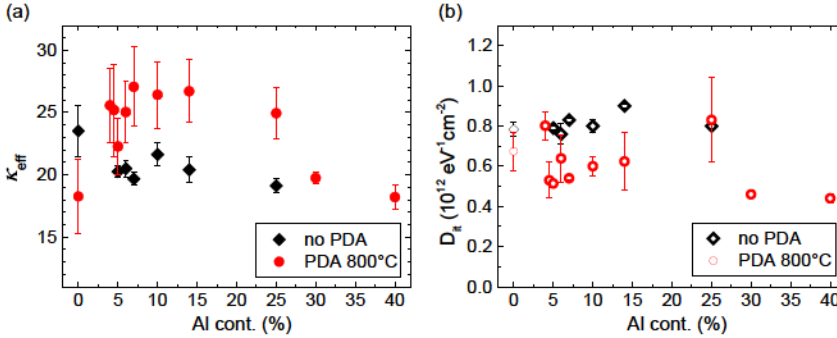 (a)
30
25
20
15
κeff
no PDA
PDA 800°C
0 5 10 15 20 25 30 35 40
Al cont. (%)
(b)
1.2
1.0
0.8
0.6
0.4
0.2
0.0
Dit (10^12 eV^-1cm^-2)
no PDA
PDA 800°C
0 5 10 15 20 25 30 35 40
Al cont. (%)